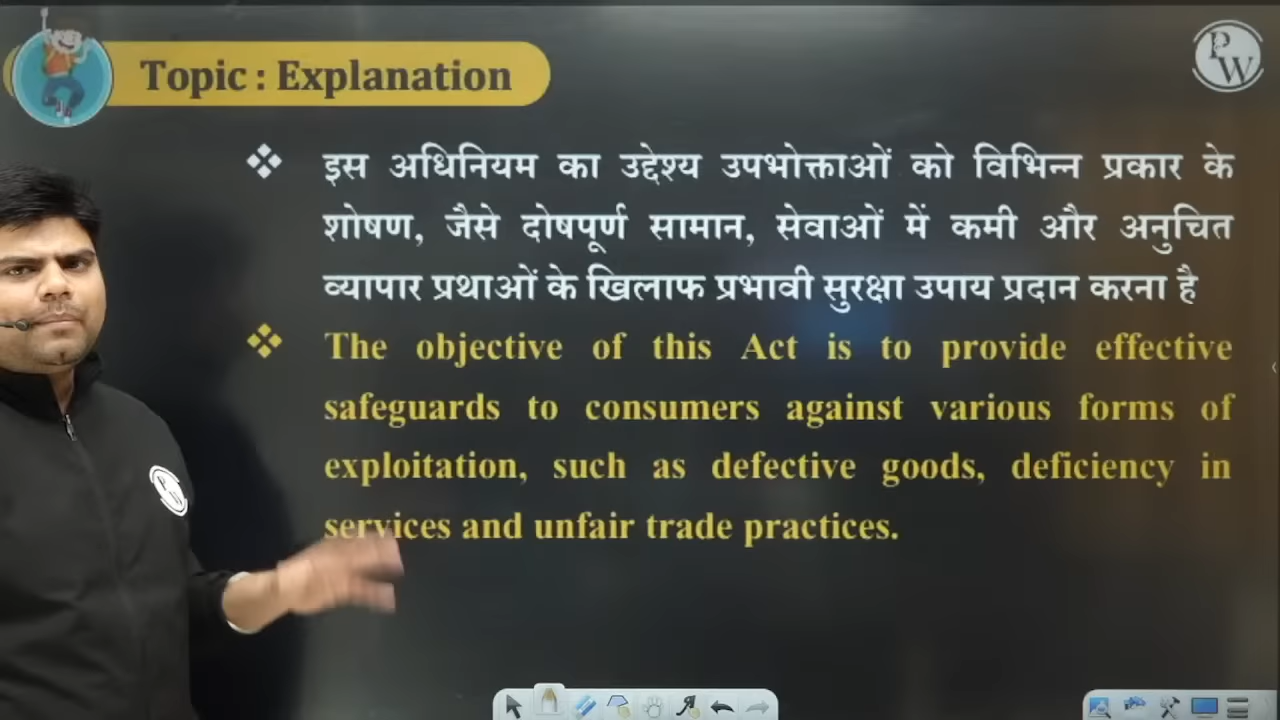 Topic : Explanation
PW
इस अधिनियम का उद्देश्य उपभोक्ताओं को विभिन्न प्रकार के
शोषण, जैसे दोषपूर्ण सामान, सेवाओं में कमी और अनुचित
व्यापार प्रथाओं के खिलाफ प्रभावी सुरक्षा उपाय प्रदान करना है
The objective of this Act is to provide effective
safeguards to consumers against various forms of
exploitation, such as defective goods, deficiency in
services and unfair trade practices.
PW